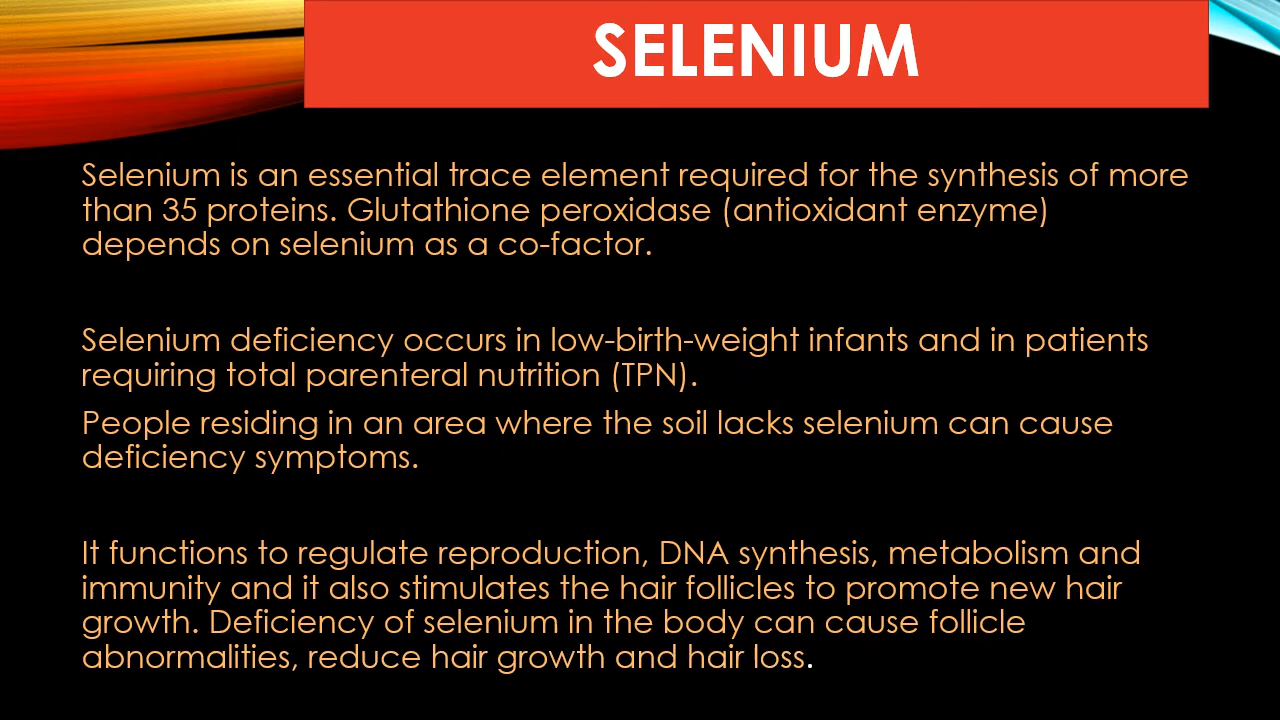 SELENIUM
Selenium is an essential trace element required for the synthesis of more
than 35 proteins. Glutathione peroxidase (antioxidant enzyme)
depends on selenium as a co-factor.
Selenium deficiency occurs in low-birth-weight infants and in patients
requiring total parenteral nutrition (TPN).
People residing in an area where the soil lacks selenium can cause
deficiency symptoms.
It functions to regulate reproduction, DNA synthesis, metabolism and
immunity and it also stimulates the hair follicles to promote new hair
growth. Deficiency of selenium in the body can cause follicle
abnormalities, reduce hair growth and hair loss.